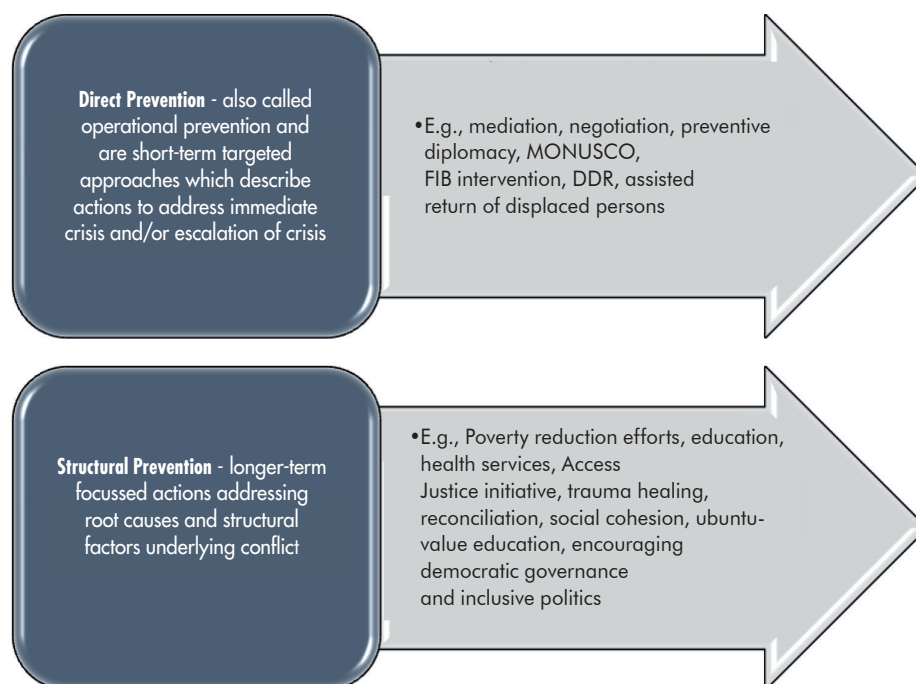 Direct Prevention - also called
operational prevention and
are short-term targeted
approaches which describe
actions to address immediate
crisis and/or escalation of crisis
•E.g., mediation, negotiation, preventive
diplomacy, MONUSCO,
FIB intervention, DDR, assisted
return of displaced persons
Structural Prevention - longer-term
focussed actions addressing
root causes and structural
factors underlying conflict
•E.g., Poverty reduction efforts, education,
health services, Access
Justice initiative, trauma healing,
reconciliation, social cohesion, ubuntu-
value education, encouraging
democratic governance
and inclusive politics